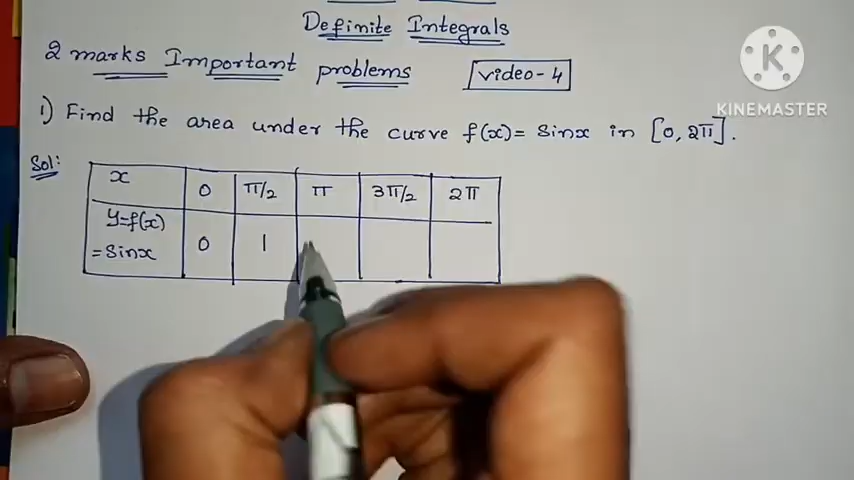 Definite Integrals
2 marks Important problems
video-4
KINEMASTER
1) Find the area under the curve f(x)= sinx in [0, 2π].
Sol:
x 0 π/2 π 3π/2 2π
y=f(x)
=sinx 0 1